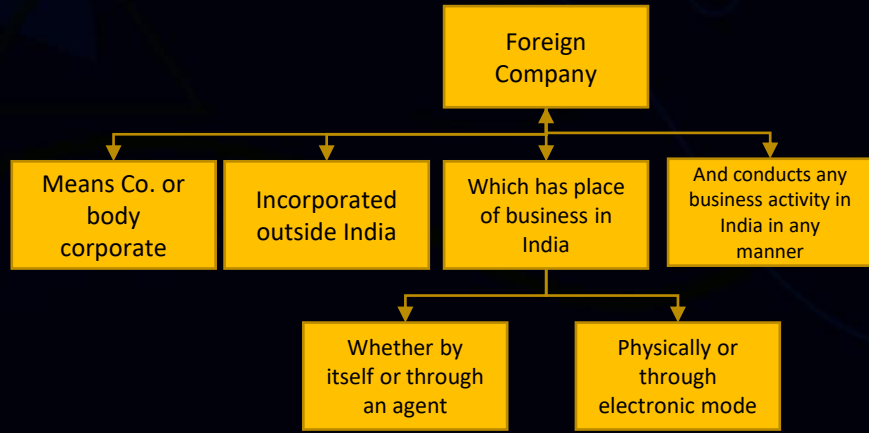 Foreign
Company
Means Co. or
body
corporate
Incorporated
outside India
Which has place
of business in
India
And conducts any
business activity in
India in any
manner
Whether by
itself or through
an agent
Physically or
through
electronic mode